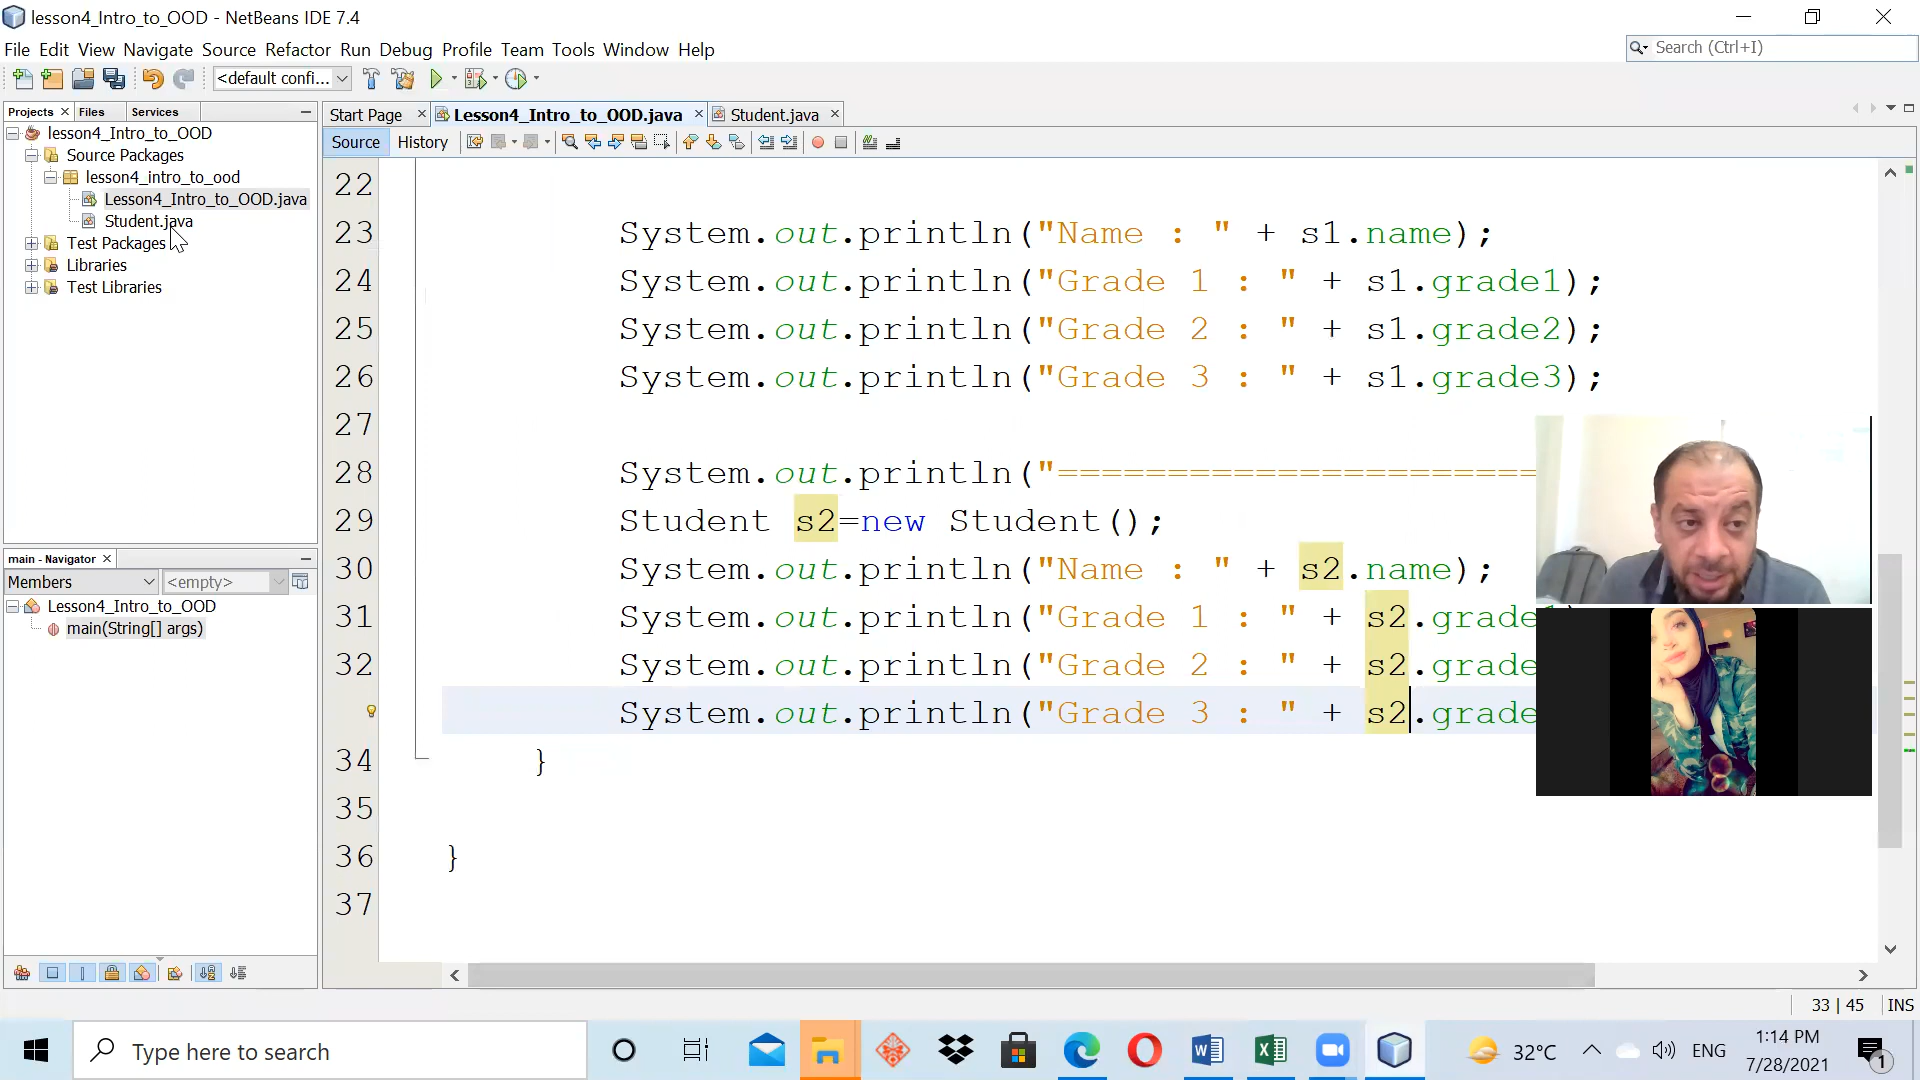 lesson4_Intro_to_OOD - NetBeans IDE 7.4
File Edit View Navigate Source Refactor Run Debug Profile Team Tools Window Help
Search (Ctrl+I)
<default confi...
Projects Files Services
Start Page Lesson4_Intro_to_OOD.java Student.java
Source History
lesson4_Intro_to_OOD
Source Packages
lesson4_intro_to_ood
Lesson4_Intro_to_OOD.java
Student.java
Test Packages
Libraries
Test Libraries
main - Navigator
Members <empty>
Lesson4_Intro_to_OOD
main(String[] args)
22
23 System.out.println("Name : " + s1.name);
24 System.out.println("Grade 1 : " + s1.grade1);
25 System.out.println("Grade 2 : " + s1.grade2);
26 System.out.println("Grade 3 : " + s1.grade3);
27
28 System.out.println("======================
29 Student s2=new Student();
30 System.out.println("Name : " + s2.name);
31 System.out.println("Grade 1 : " + s2.grade1)
32 System.out.println("Grade 2 : " + s2.grade
System.out.println("Grade 3 : " + s2.grade
34 }
35
36 }
37
33 | 45 INS
Type here to search
32°C
ENG
1:14 PM
7/28/2021
1